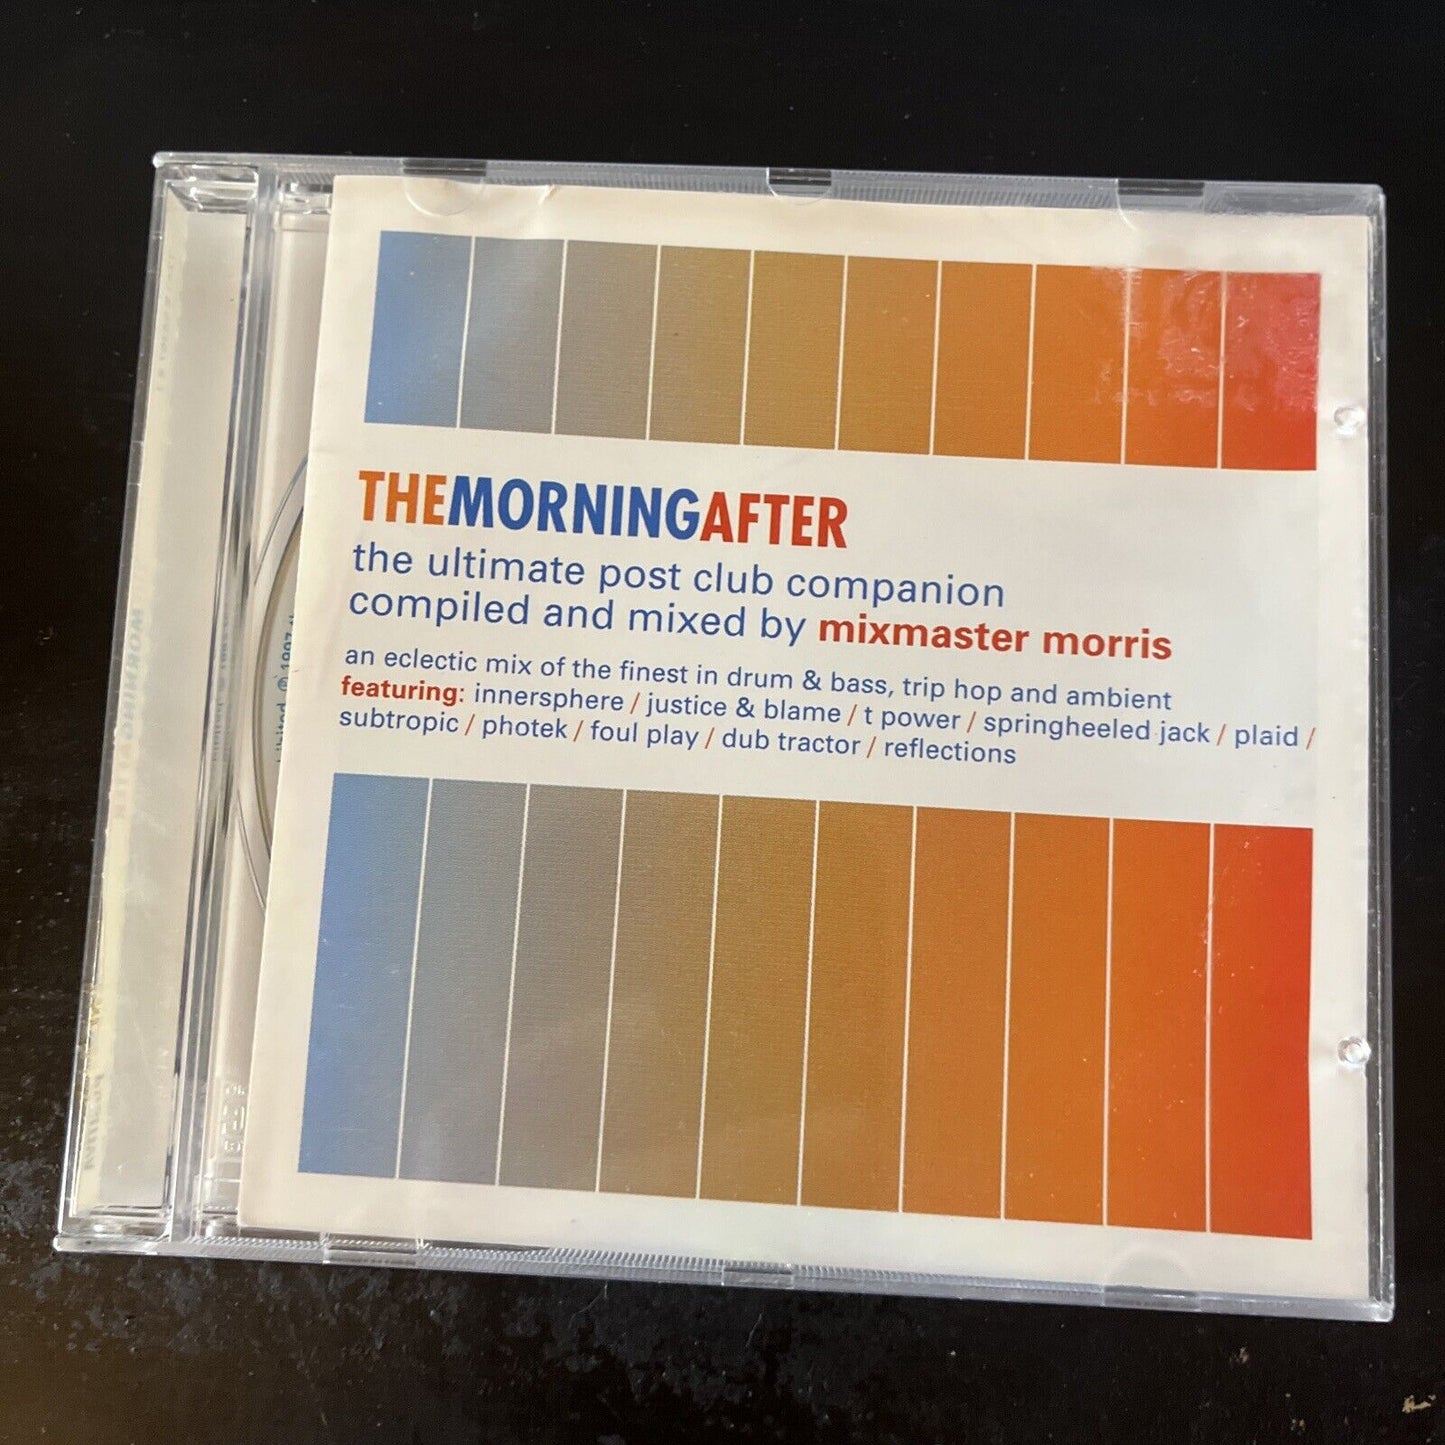 THEMORNINGAFTER
the ultimate post club companion
compiled and mixed by mixmaster morris
an eclectic mix of the finest in drum & bass, trip hop and ambient
featuring: innersphere / justice & blame / t power / springheeled jack / plaid /
subtropic / photek / foul play / dub tractor / reflections
1997